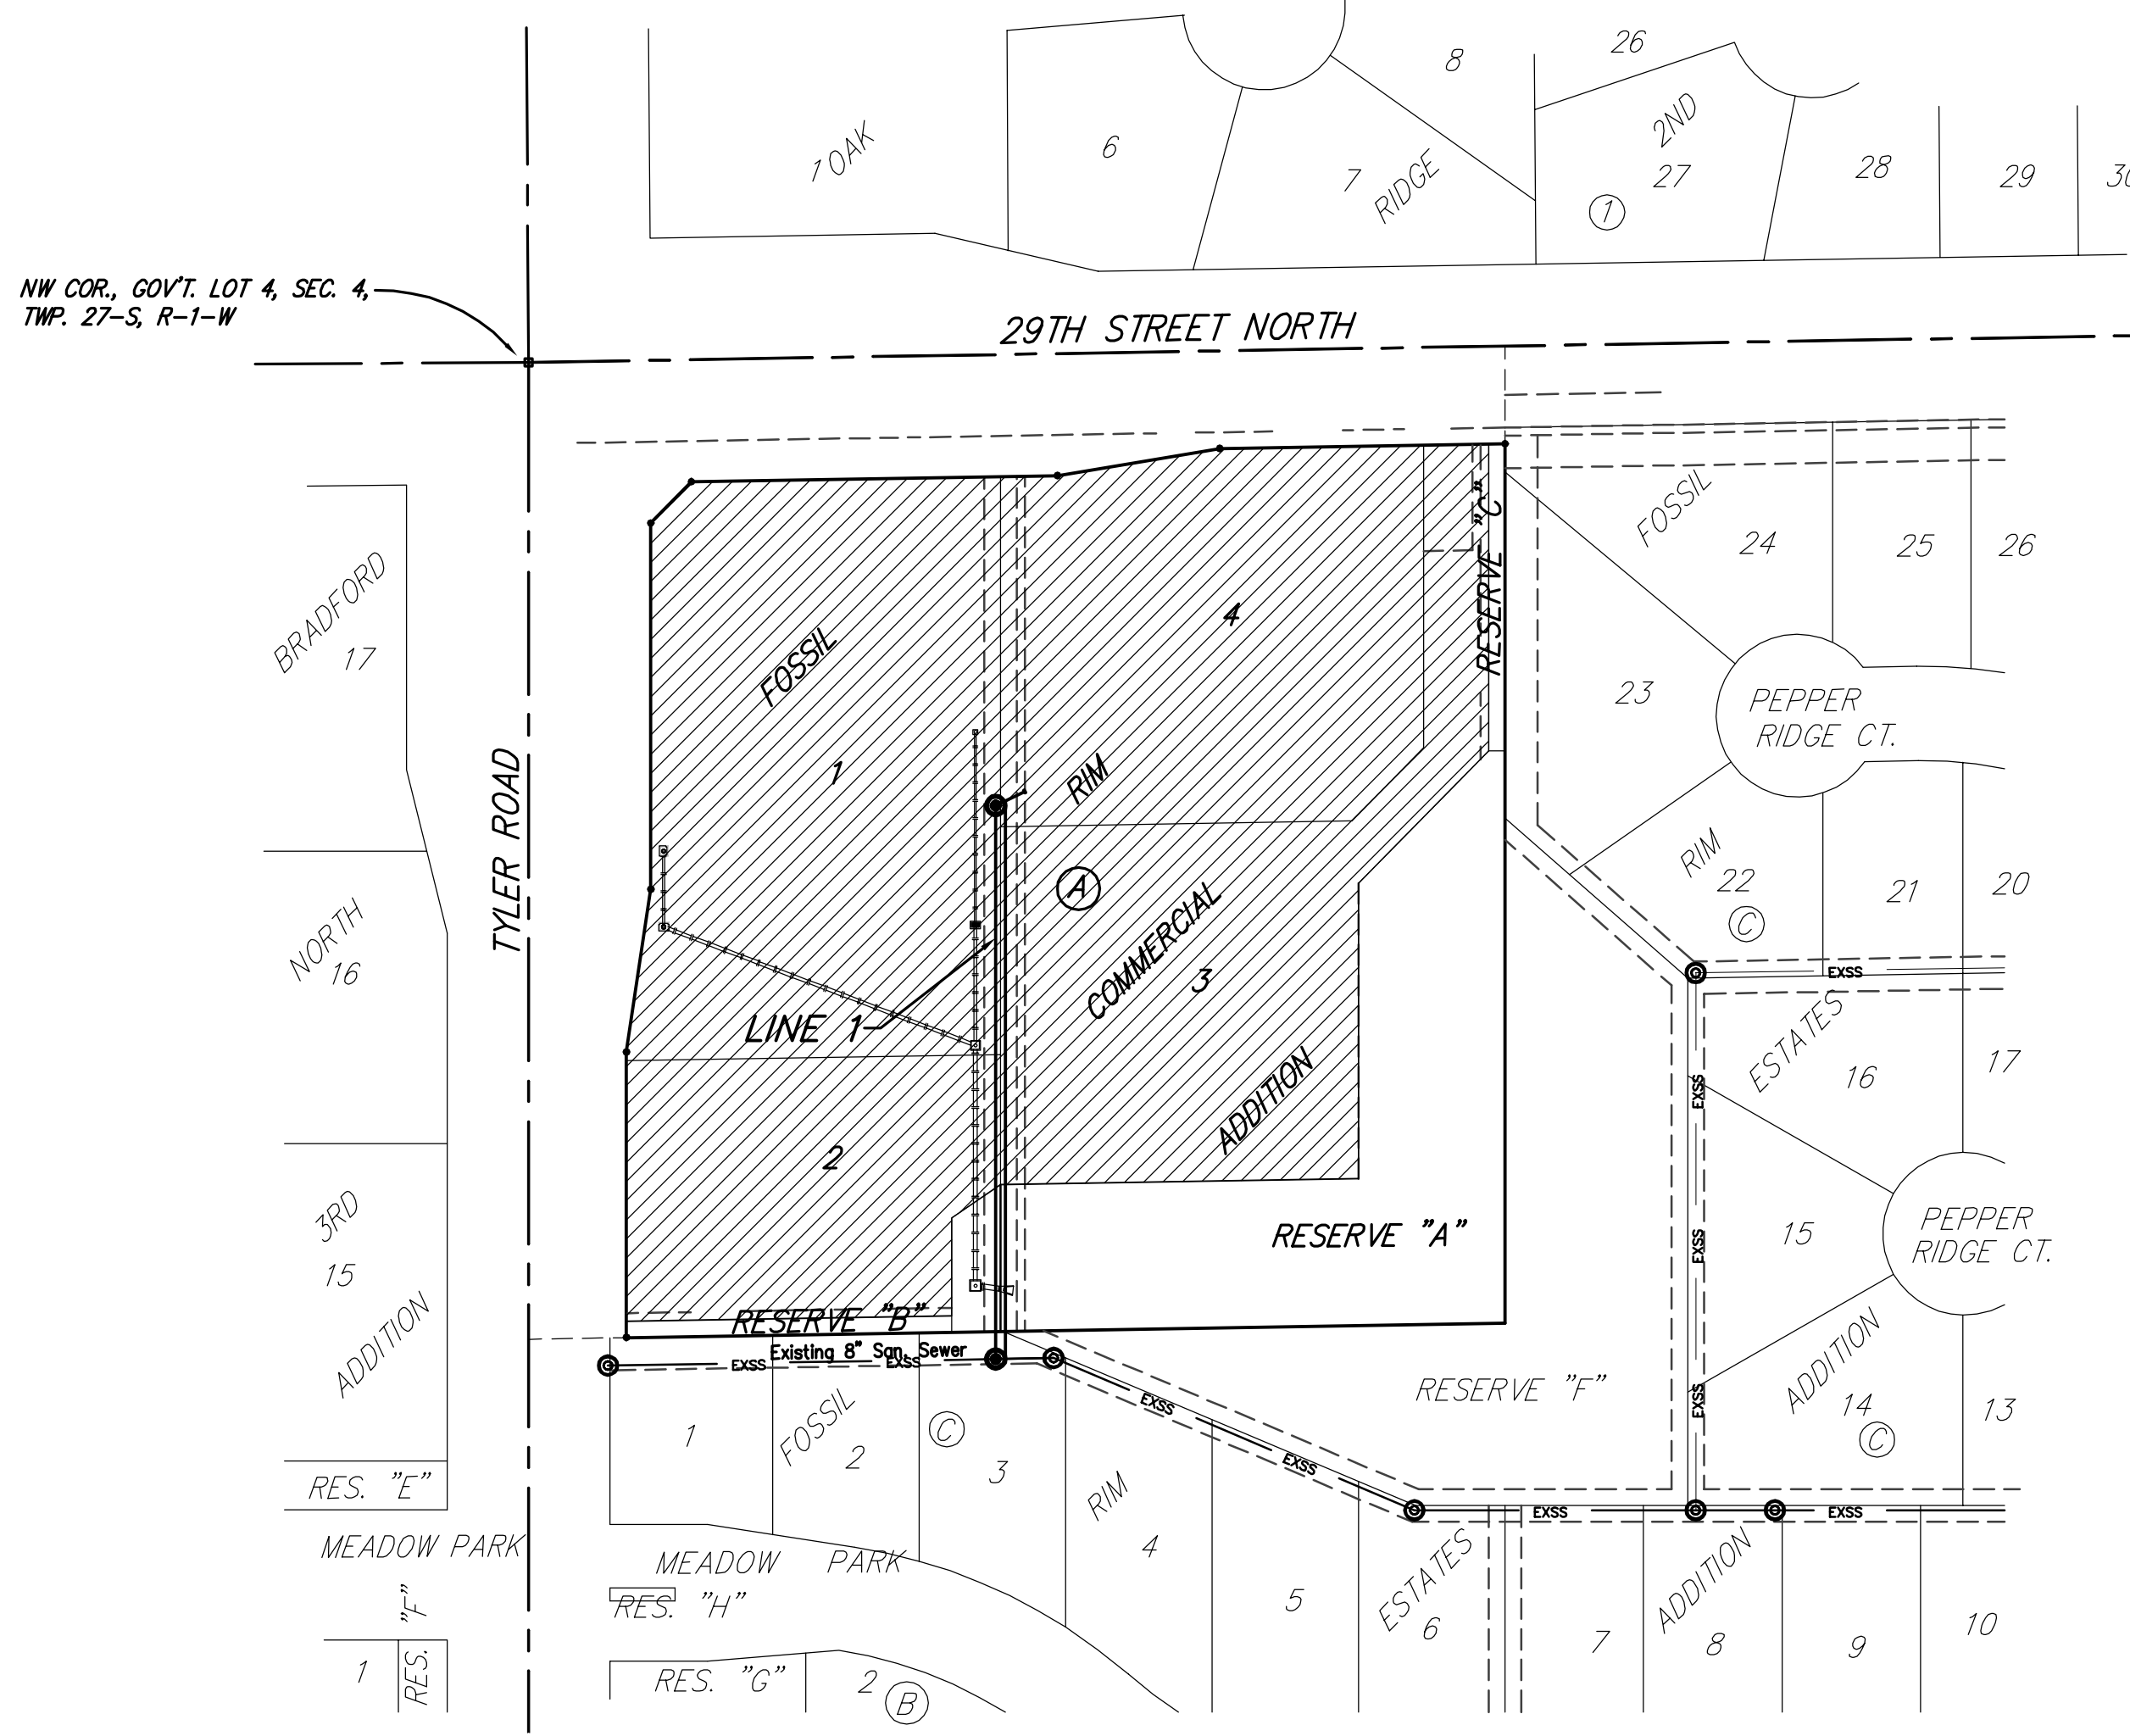 8
26
1 OAK
6
7
RIDGE
2ND
27
1
28
29
30
NW COR., GOV'T. LOT 4, SEC. 4,
TWP. 27-S, R-1-W
29TH STREET NORTH
TYLER ROAD
BRADFORD
17
NORTH
16
3RD
15
ADDITION
RES. "E"
MEADOW PARK
RES. "F"
1
FOSSIL
1
4
RIM
A
COMMERCIAL
3
LINE 1
2
ADDITION
RESERVE "C"
RESERVE "A"
RESERVE "B"
Existing 8" San. Sewer
EXSS
EXSS
EXSS
EXSS
EXSS
EXSS
FOSSIL
24
25
26
23
PEPPER
RIDGE CT.
RIM
22
C
21
20
EXSS
ESTATES
16
17
EXSS
EXSS
EXSS
15
PEPPER
RIDGE CT.
ADDITION
14
C
13
RESERVE "F"
1
FOSSIL
2
C
3
RIM
4
5
ESTATES
6
7
ADDITION
8
9
10
MEADOW PARK
RES. "H"
RES. "G"
2
B